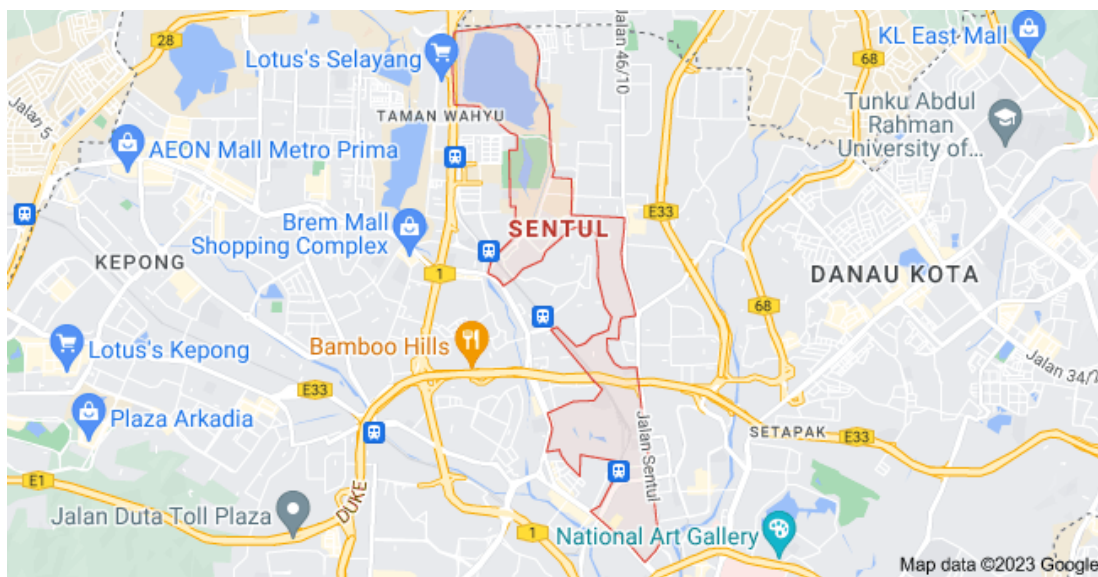 28
Lotus's Selayang
Jalan 46/10
KL East Mall
68
Jalan 5
TAMAN WAHYU
Tunku Abdul
Rahman
University of...
AEON Mall Metro Prima
E33
Brem Mall
Shopping Complex
SENTUL
KEPONG
1
DANAU KOTA
68
Bamboo Hills
Lotus's Kepong
Jalan 34/1
E33
Plaza Arkadia
Jalan Sentul
SETAPAK
E33
E1
DUKE
Jalan Duta Toll Plaza
1
National Art Gallery
Map data ©2023 Google